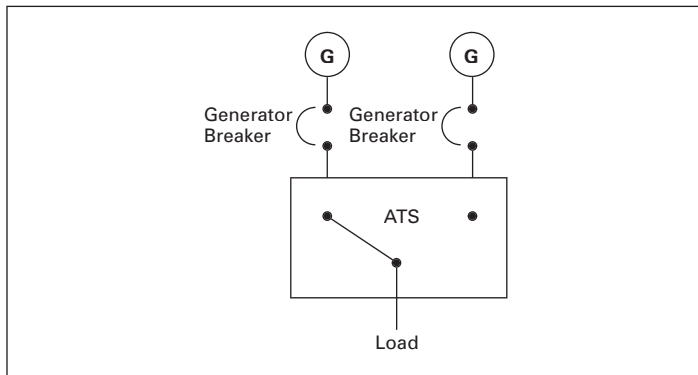 G
G
Generator
Breaker
Generator
Breaker
ATS
Load